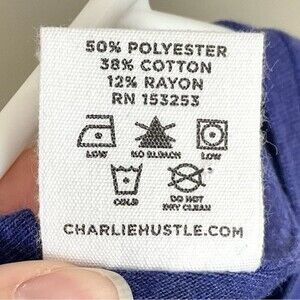 50% POLYESTER
38% COTTON
12% RAYON
RN 153253
LOW NO BLEACH LOW
COLD DO NOT
DRY CLEAN
CHARLIEHUSTLE.COM